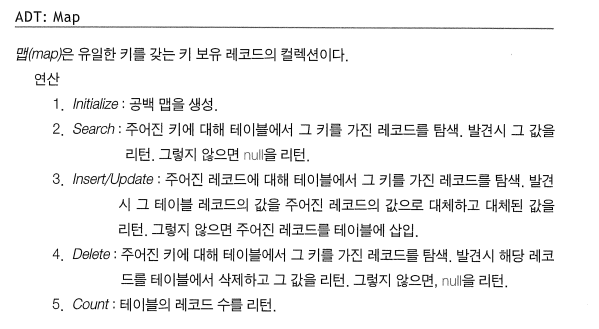 ADT: Map
맵(map)은 유일한 키를 갖는 키 보유 레코드의 컬렉션이다.
연산
1. Initialize : 공백 맵을 생성.
2. Search : 주어진 키에 대해 테이블에서 그 키를 가진 레코드를 탐색. 발견시 그 값을
리턴. 그렇지 않으면 null을 리턴.
3. Insert/Update : 주어진 레코드에 대해 테이블에서 그 키를 가진 레코드를 탐색. 발견
시 그 테이블 레코드의 값을 주어진 레코드의 값으로 대체하고 대체된 값을
리턴. 그렇지 않으면 주어진 레코드를 테이블에 삽입.
4. Delete : 주어진 키에 대해 테이블에서 그 키를 가진 레코드를 탐색. 발견시 해당 레코
드를 테이블에서 삭제하고 그 값을 리턴. 그렇지 않으면, null을 리턴.
5. Count : 테이블의 레코드 수를 리턴.